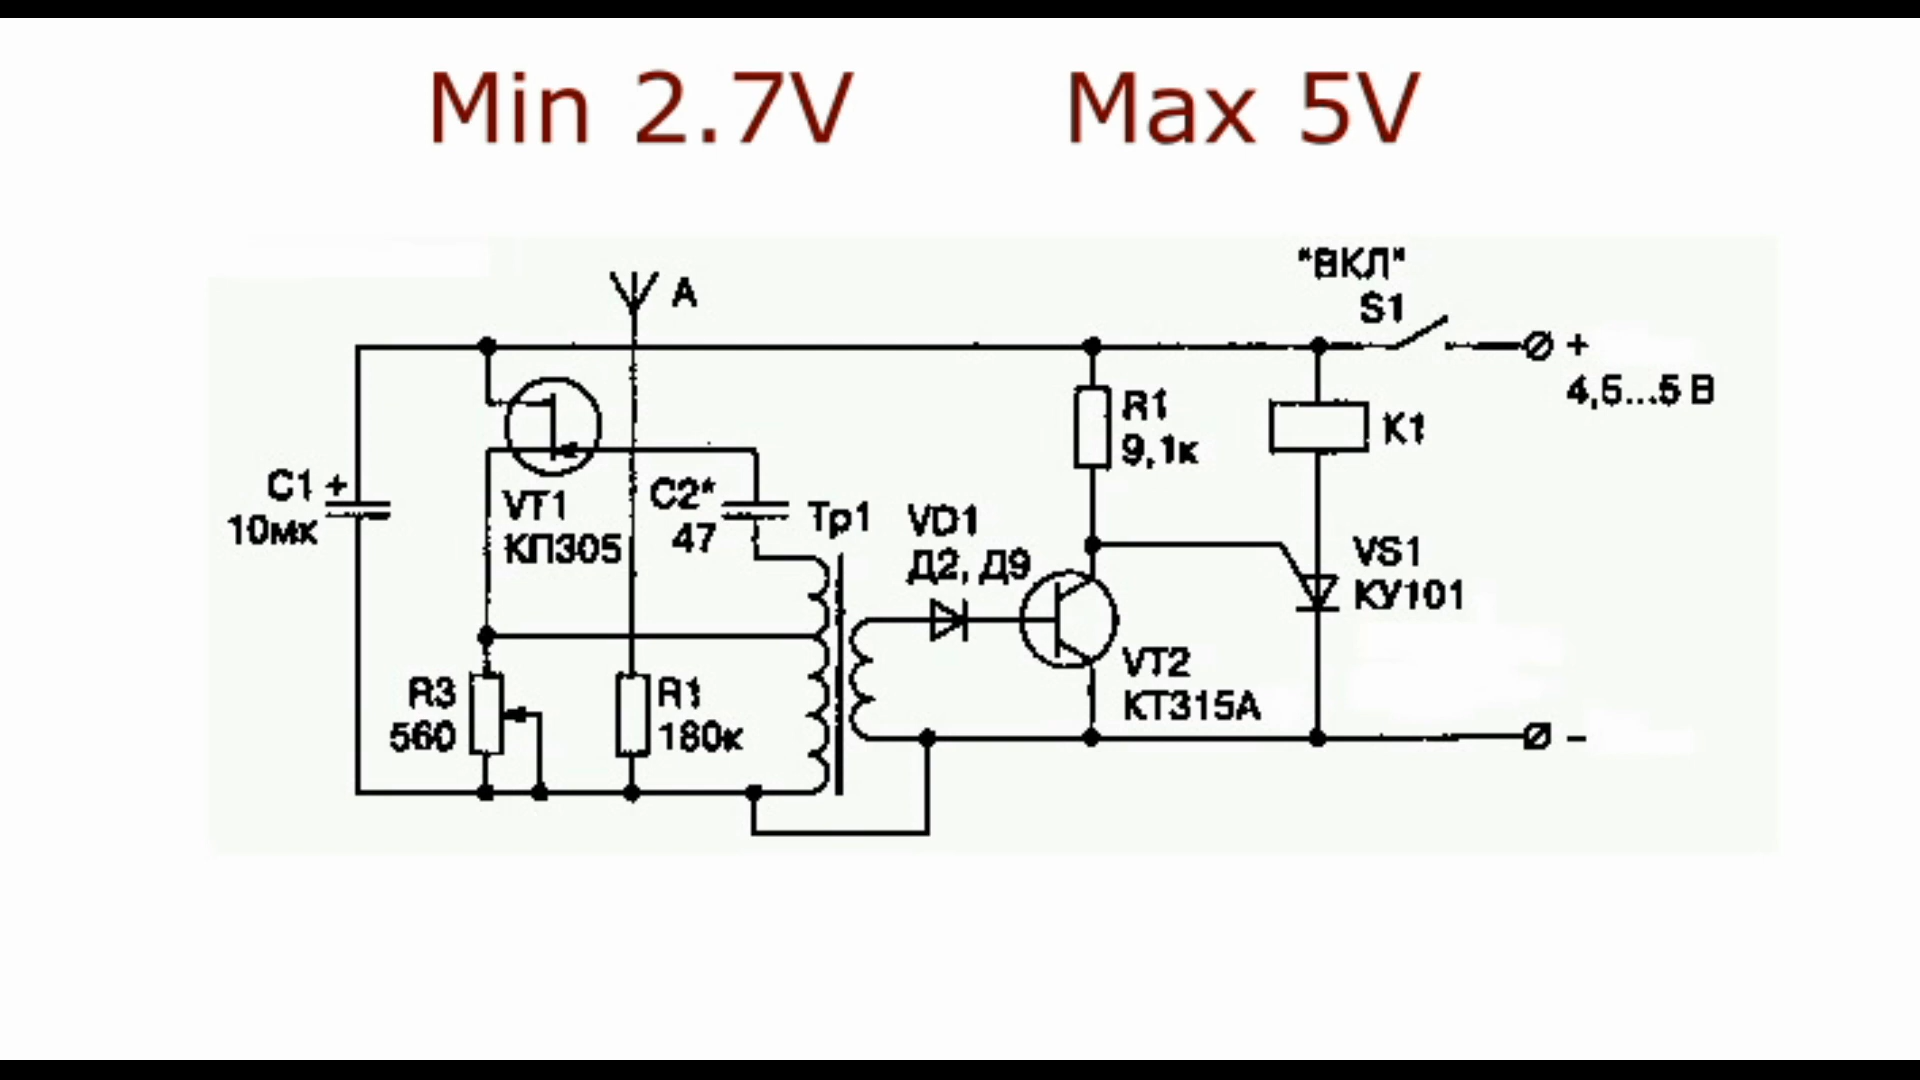 Min 2.7V Max 5V
"ВКЛ"
S1
A
+
4,5...5 В
R1
9,1к
K1
C1 +
10мк
VT1
КП305
C2*
47
Тр1
VD1
Д2, Д9
VS1
КУ101
R3
560
R1
180к
VT2
КТ315А
–